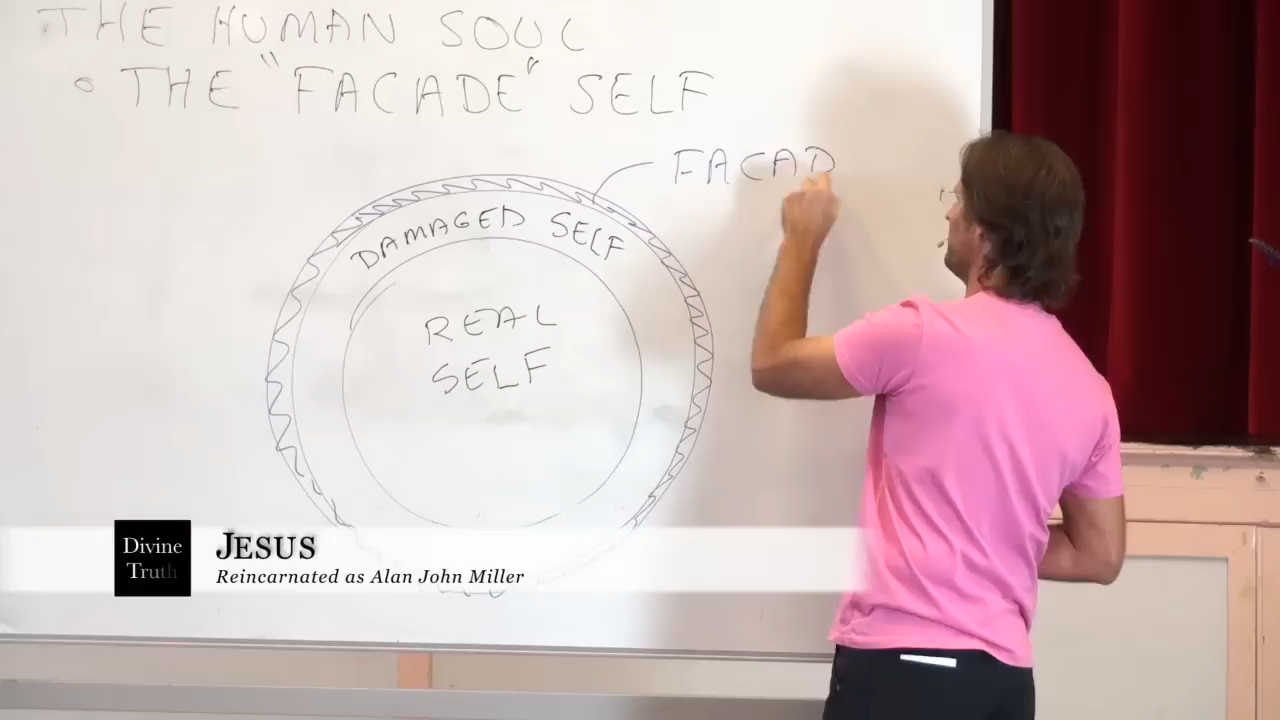 THE HUMAN SOUL
THE "FACADE" SELF
FACAD
DAMAGED SELF
REAL
SELF
Divine
Truth
JESUS
Reincarnated as Alan John Miller